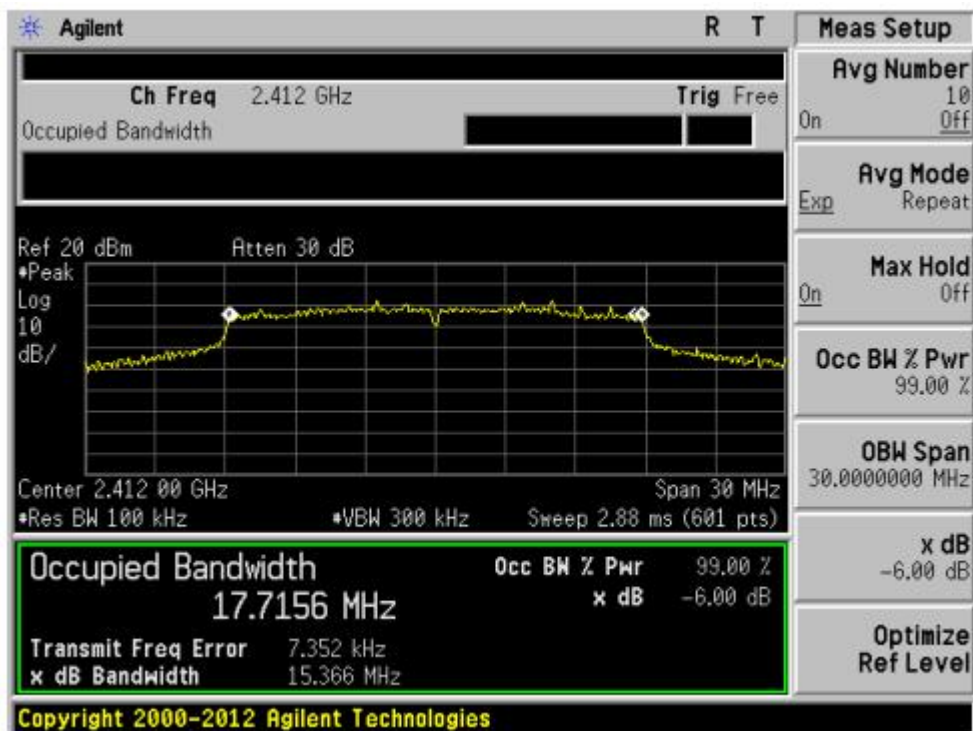 Agilent R T
Ch Freq 2.412 GHz Trig Free
Occupied Bandwidth
Ref 20 dBm Atten 30 dB
#Peak
Log
10
dB/
Center 2.412 00 GHz Span 30 MHz
#Res BW 100 kHz #VBW 300 kHz Sweep 2.88 ms (601 pts)
Occupied Bandwidth Occ BW % Pwr 99.00 %
17.7156 MHz x dB -6.00 dB
Transmit Freq Error 7.352 kHz
x dB Bandwidth 15.366 MHz
Copyright 2000-2012 Agilent Technologies
Meas Setup
Avg Number
10
On Off
Avg Mode
Exp Repeat
Max Hold
On Off
Occ BW % Pwr
99.00 %
OBW Span
30.0000000 MHz
x dB
-6.00 dB
Optimize
Ref Level